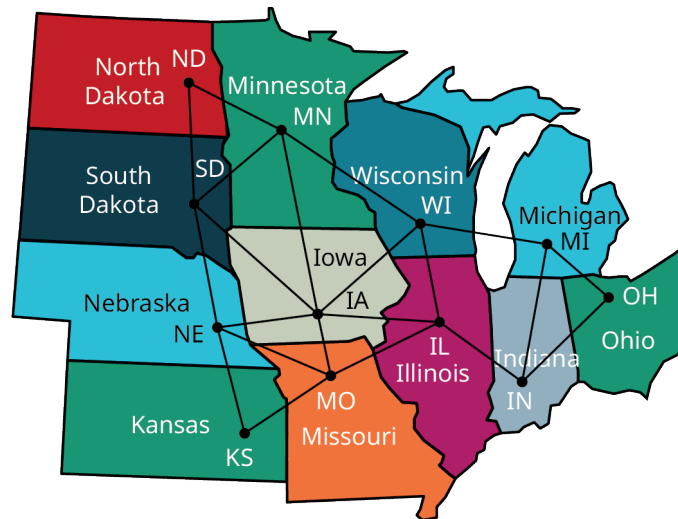 North
Dakota
ND
Minnesota
MN
South
Dakota
SD
Wisconsin
WI
Michigan
MI
Iowa
IA
Nebraska
NE
OH
Ohio
IL
Illinois
Indiana
IN
MO
Missouri
Kansas
KS